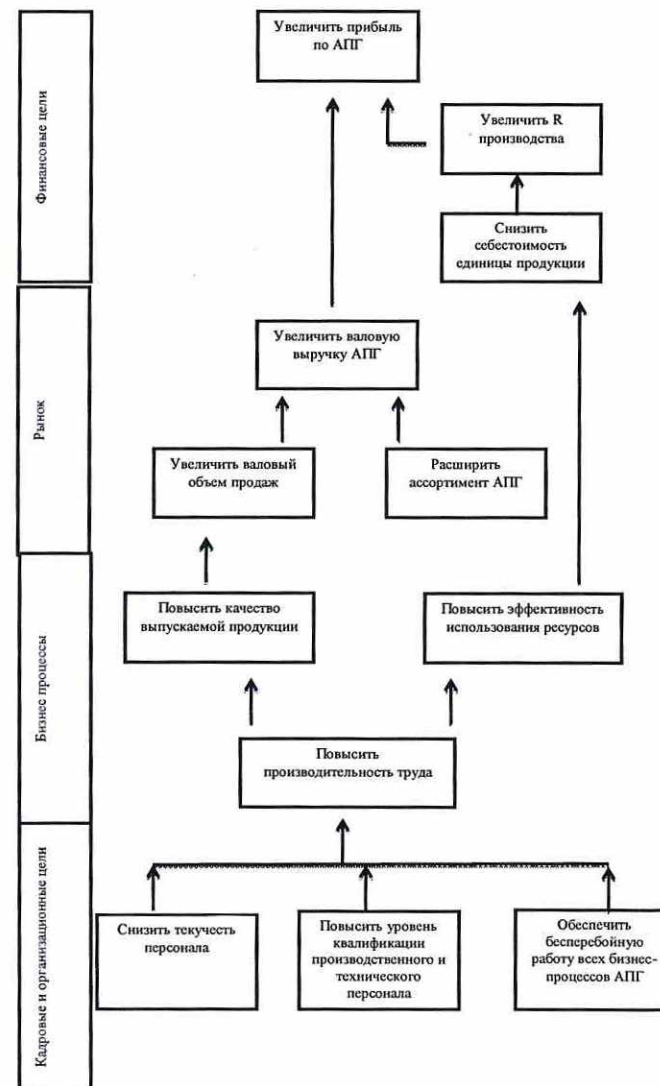 Финансовые цели
Увеличить прибыль
по АПГ
Увеличить R
производства
Снизить
себестоимость
единицы продукции
Рынок
Увеличить валовую
выручку АПГ
Увеличить валовый
объем продаж
Расширить
ассортимент АПГ
Бизнес процессы
Повысить качество
выпускаемой продукции
Повысить эффективность
использования ресурсов
Повысить
производительность труда
Кадровые и организационные цели
Снизить текучесть
персонала
Повысить уровень
квалификации
производственного и
технического
персонала
Обеспечить
бесперебойную
работу всех бизнес-
процессов АПГ